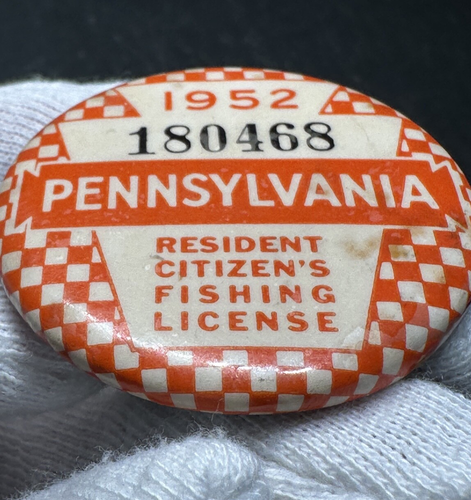 1952
180468
PENNSYLVANIA
RESIDENT
CITIZEN'S
FISHING
LICENSE